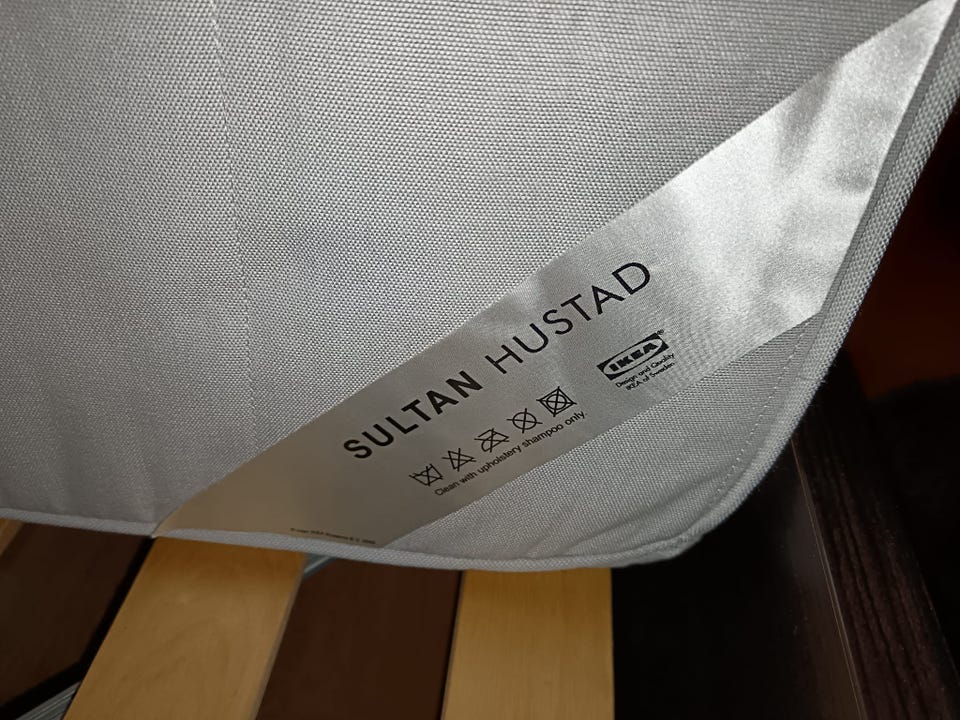 SULTAN HUSTAD
IKEA®
Design and Quality
IKEA of Sweden
Clean with upholstery shampoo only.